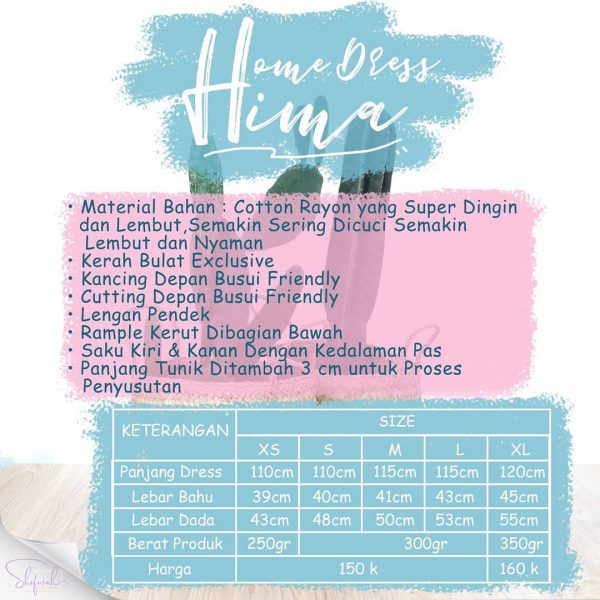 Home Dress
Hima
• Material Bahan : Cotton Rayon yang Super Dingin
dan Lembut,Semakin Sering Dicuci Semakin
Lembut dan Nyaman
• Kerah Bulat Exclusive
• Kancing Depan Busui Friendly
• Cutting Depan Busui Friendly
• Lengan Pendek
• Rample Kerut Dibagian Bawah
• Saku Kiri & Kanan Dengan Kedalaman Pas
• Panjang Tunik Ditambah 3 cm untuk Proses
Penyusutan
KETERANGAN SIZE
XS S M L XL
Panjang Dress 110cm 110cm 115cm 115cm 120cm
Lebar Bahu 39cm 40cm 41cm 43cm 45cm
Lebar Dada 43cm 48cm 50cm 53cm 55cm
Berat Produk 250gr 300gr 350gr
Harga 150 k 160 k
Shofwah